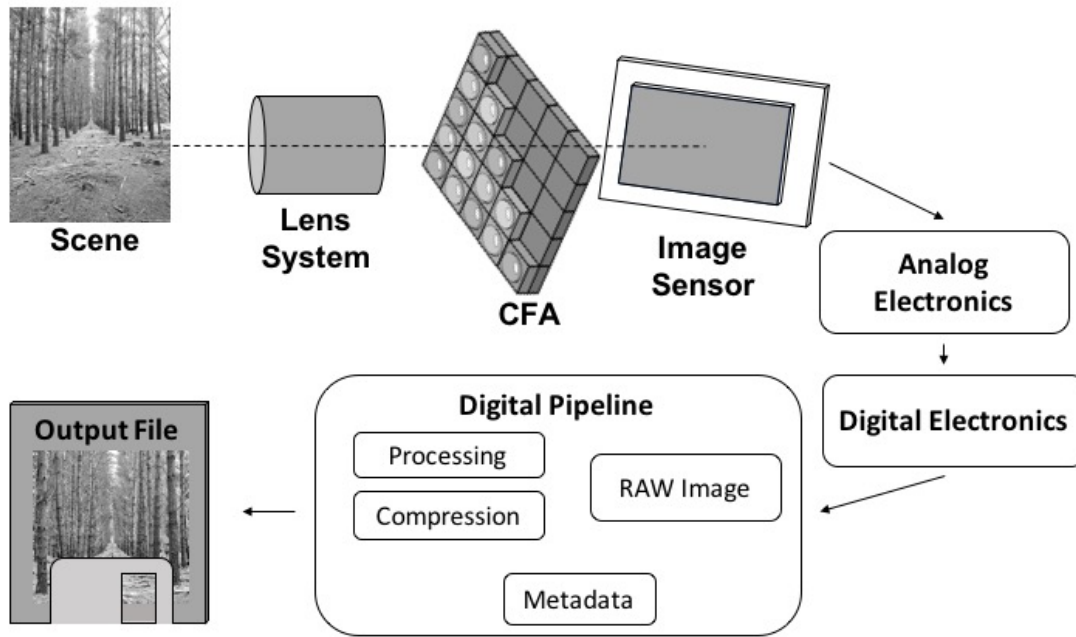 Scene
Lens
System
CFA
Image
Sensor
Analog
Electronics
Digital Electronics
Digital Pipeline
Processing
Compression
RAW Image
Metadata
Output File